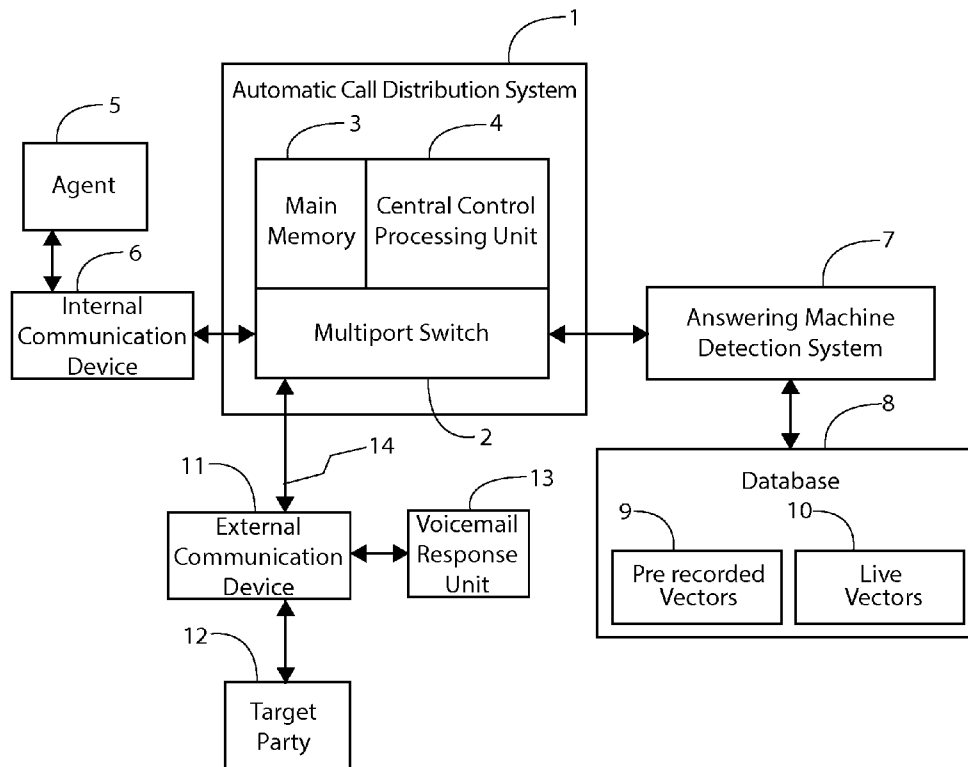 1
Automatic Call Distribution System
5
3
4
Agent
Main
Memory
Central Control
Processing Unit
6
7
Internal
Communication
Device
Multiport Switch
Answering Machine
Detection System
2
8
14
11
13
Database
External
Communication
Device
Voicemail
Response
Unit
9
10
Pre recorded
Vectors
Live
Vectors
12
Target
Party